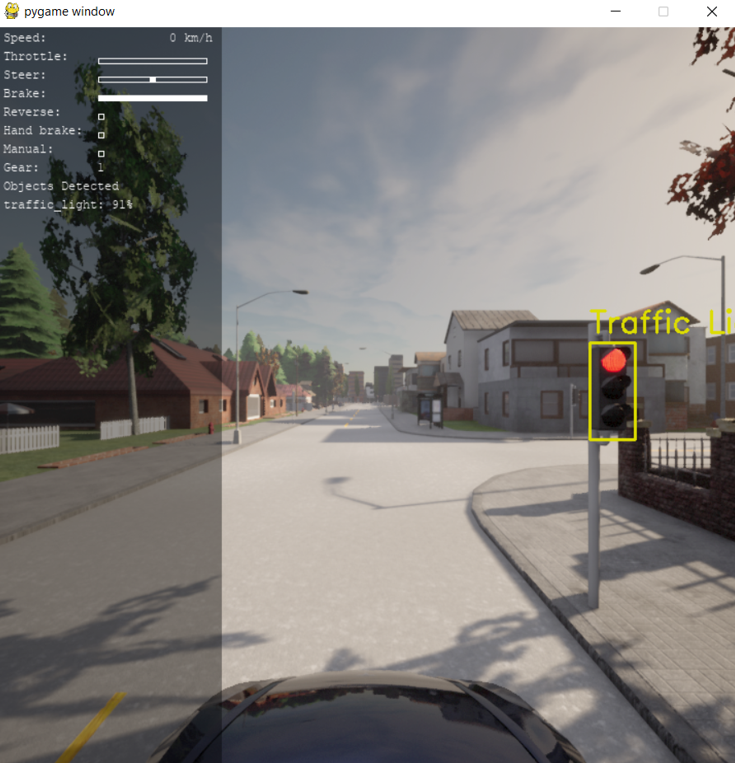 pygame window
Speed: 0 km/h
Throttle:
Steer:
Brake:
Reverse:
Hand brake:
Manual:
Gear: 1
Objects Detected
traffic_light: 91%
Traffic Li